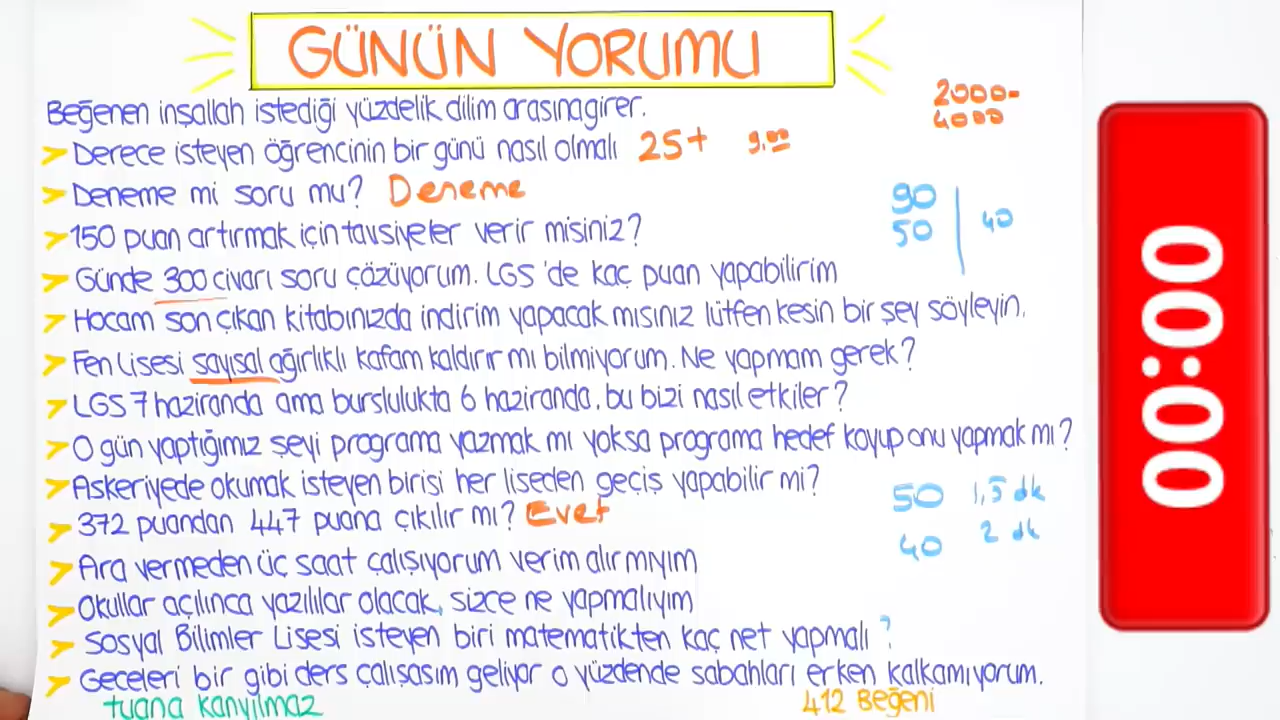 GÜNÜN YORUMU
Beğenen inşallah istediği yüzdelik dilim arasına girer.
2000-
4000
➤ Derece isteyen öğrencinin bir günü nasıl olmalı 25+ 9.00
➤ Deneme mi soru mu? Deneme
90
50 40
➤ 150 puan artırmak için tavsiyeler verir misiniz?
➤ Günde 300 civarı soru çözüyorum. LGS 'de kaç puan yapabilirim
➤ Hocam son çıkan kitabınızda indirim yapacak mısınız lütfen kesin bir şey söyleyin.
➤ Fen Lisesi sayısal ağırlıklı kafam kaldırır mı bilmiyorum. Ne yapmam gerek?
➤ LGS 7 haziranda ama burslulukta 6 haziranda. bu bizi nasıl etkiler?
➤ O gün yaptığımız şeyi programa yazmak mı yoksa programa hedef koyup onu yapmak mı?
➤ Askeriyede okumak isteyen birisi her liseden geçiş yapabilir mi?
50 1,5 dk
➤ 372 puandan 447 puana çıkılır mı? Evet
40 2 dk
➤ Ara vermeden üç saat çalışıyorum verim alır mıyım
➤ Okullar açılınca yazılılar olacak, sizce ne yapmalıyım
➤ Sosyal Bilimler Lisesi isteyen biri matematikten kaç net yapmalı?
➤ Geceleri bir gibi ders çalışasım geliyor o yüzdende sabahları erken kalkamıyorum.
tuana kanyılmaz
412 Beğeni
00:00